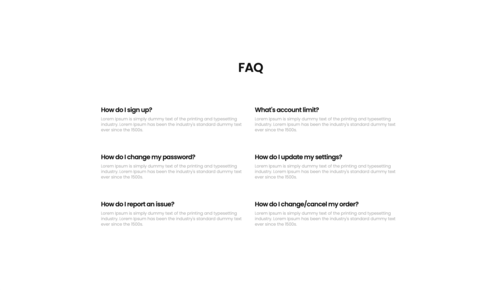 FAQ
How do I sign up?
Lorem Ipsum is simply dummy text of the printing and typesetting
industry. Lorem Ipsum has been the industry's standard dummy text
ever since the 1500s.
What's account limit?
Lorem Ipsum is simply dummy text of the printing and typesetting
industry. Lorem Ipsum has been the industry's standard dummy text
ever since the 1500s.
How do I change my password?
Lorem Ipsum is simply dummy text of the printing and typesetting
industry. Lorem Ipsum has been the industry's standard dummy text
ever since the 1500s.
How do I update my settings?
Lorem Ipsum is simply dummy text of the printing and typesetting
industry. Lorem Ipsum has been the industry's standard dummy text
ever since the 1500s.
How do I report an issue?
Lorem Ipsum is simply dummy text of the printing and typesetting
industry. Lorem Ipsum has been the industry's standard dummy text
ever since the 1500s.
How do I change/cancel my order?
Lorem Ipsum is simply dummy text of the printing and typesetting
industry. Lorem Ipsum has been the industry's standard dummy text
ever since the 1500s.